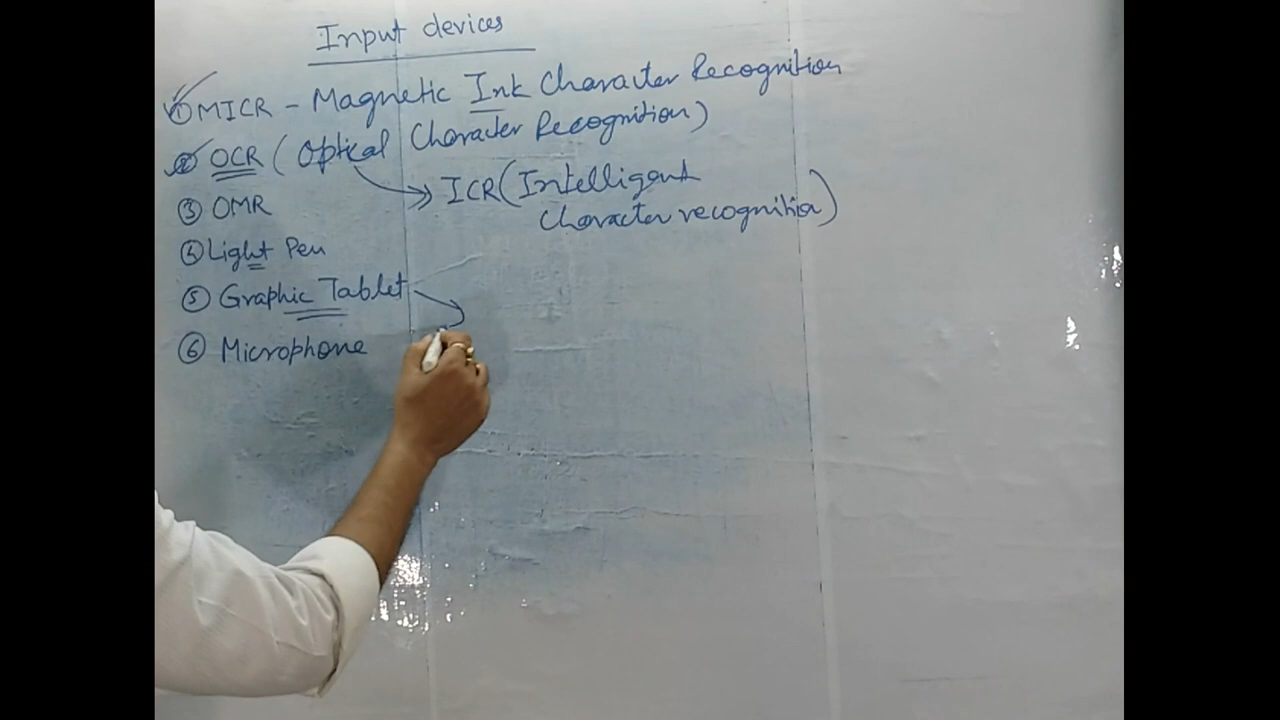 Input devices
① MICR - Magnetic Ink Character Recognition
② OCR (Optical Character Recognition)
ICR (Intelligent
character recognition)
③ OMR
④ Light Pen
⑤ Graphic Tablet
⑥ Microphone